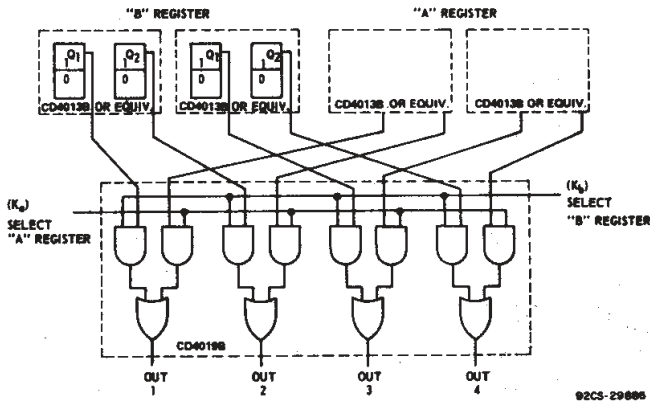 "B" REGISTER
"A" REGISTER
Q1
1
0
Q2
1
0
Q1
1
0
Q2
1
0
CD4013B OR EQUIV.
CD4013B OR EQUIV.
CD4013B OR EQUIV.
CD4013B OR EQUIV.
(Ka)
SELECT
"A" REGISTER
(Kb)
SELECT
"B" REGISTER
CD4019B
OUT
1
OUT
2
OUT
3
OUT
4
92CS-29886